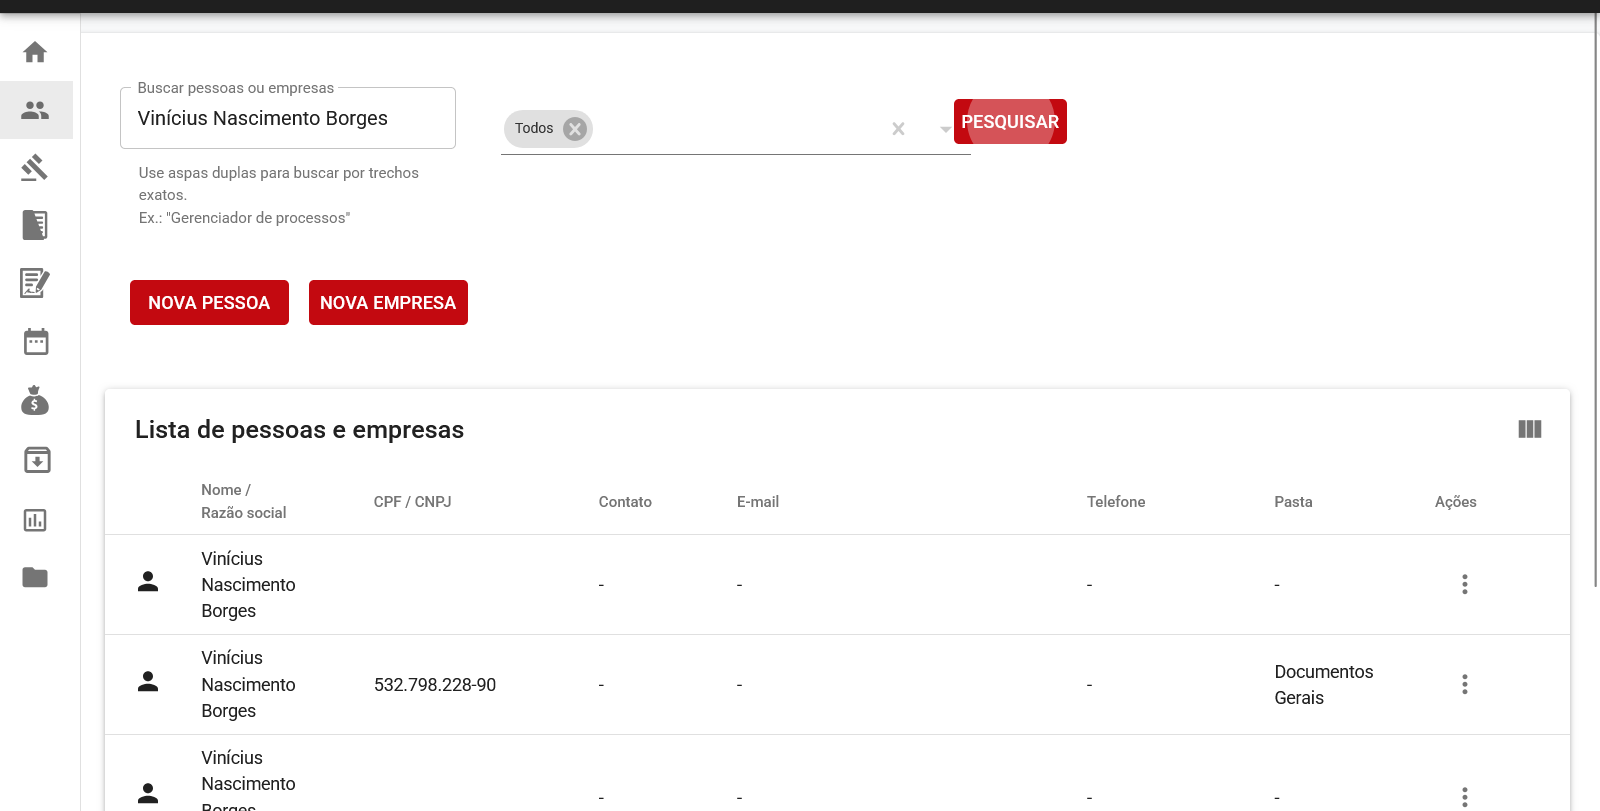 Buscar pessoas ou empresas
Vinícius Nascimento Borges
Todos
PESQUISAR
Use aspas duplas para buscar por trechos
exatos.
Ex.: "Gerenciador de processos"
NOVA PESSOA
NOVA EMPRESA
Lista de pessoas e empresas
Nome /
Razão social
CPF / CNPJ
Contato
E-mail
Telefone
Pasta
Ações
Vinícius
Nascimento
Borges
- - - -
Vinícius
Nascimento
Borges
532.798.228-90
- - -
Documentos
Gerais
Vinícius
Nascimento
Borges
- - - -